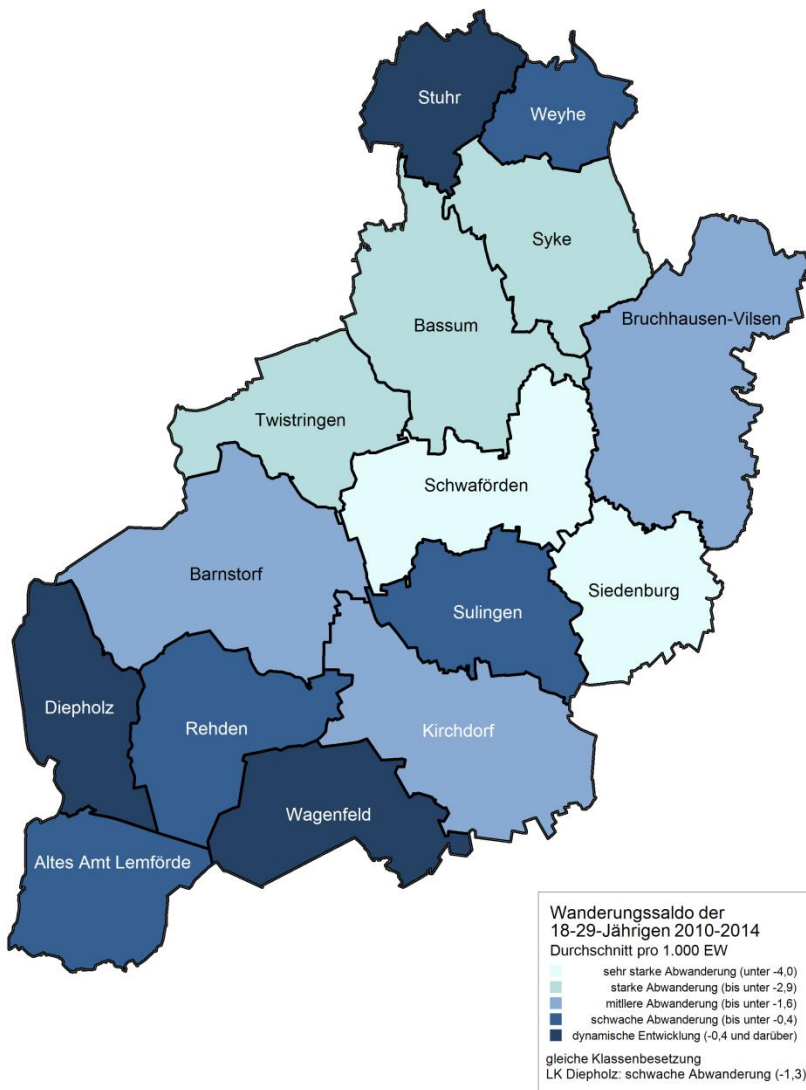 Stuhr
Weyhe
Syke
Bruchhausen-Vilsen
Bassum
Twistringen
Schwaförden
Barnstorf
Siedenburg
Sulingen
Diepholz
Rehden
Kirchdorf
Wagenfeld
Altes Amt Lemförde
Wanderungssaldo der
18-29-Jährigen 2010-2014
Durchschnitt pro 1.000 EW
sehr starke Abwanderung (unter -4,0)
starke Abwanderung (bis unter -2,9)
mitllere Abwanderung (bis unter -1,6)
schwache Abwanderung (bis unter -0,4)
dynamische Entwicklung (-0,4 und darüber)
gleiche Klassenbesetzung
LK Diepholz: schwache Abwanderung (-1,3)